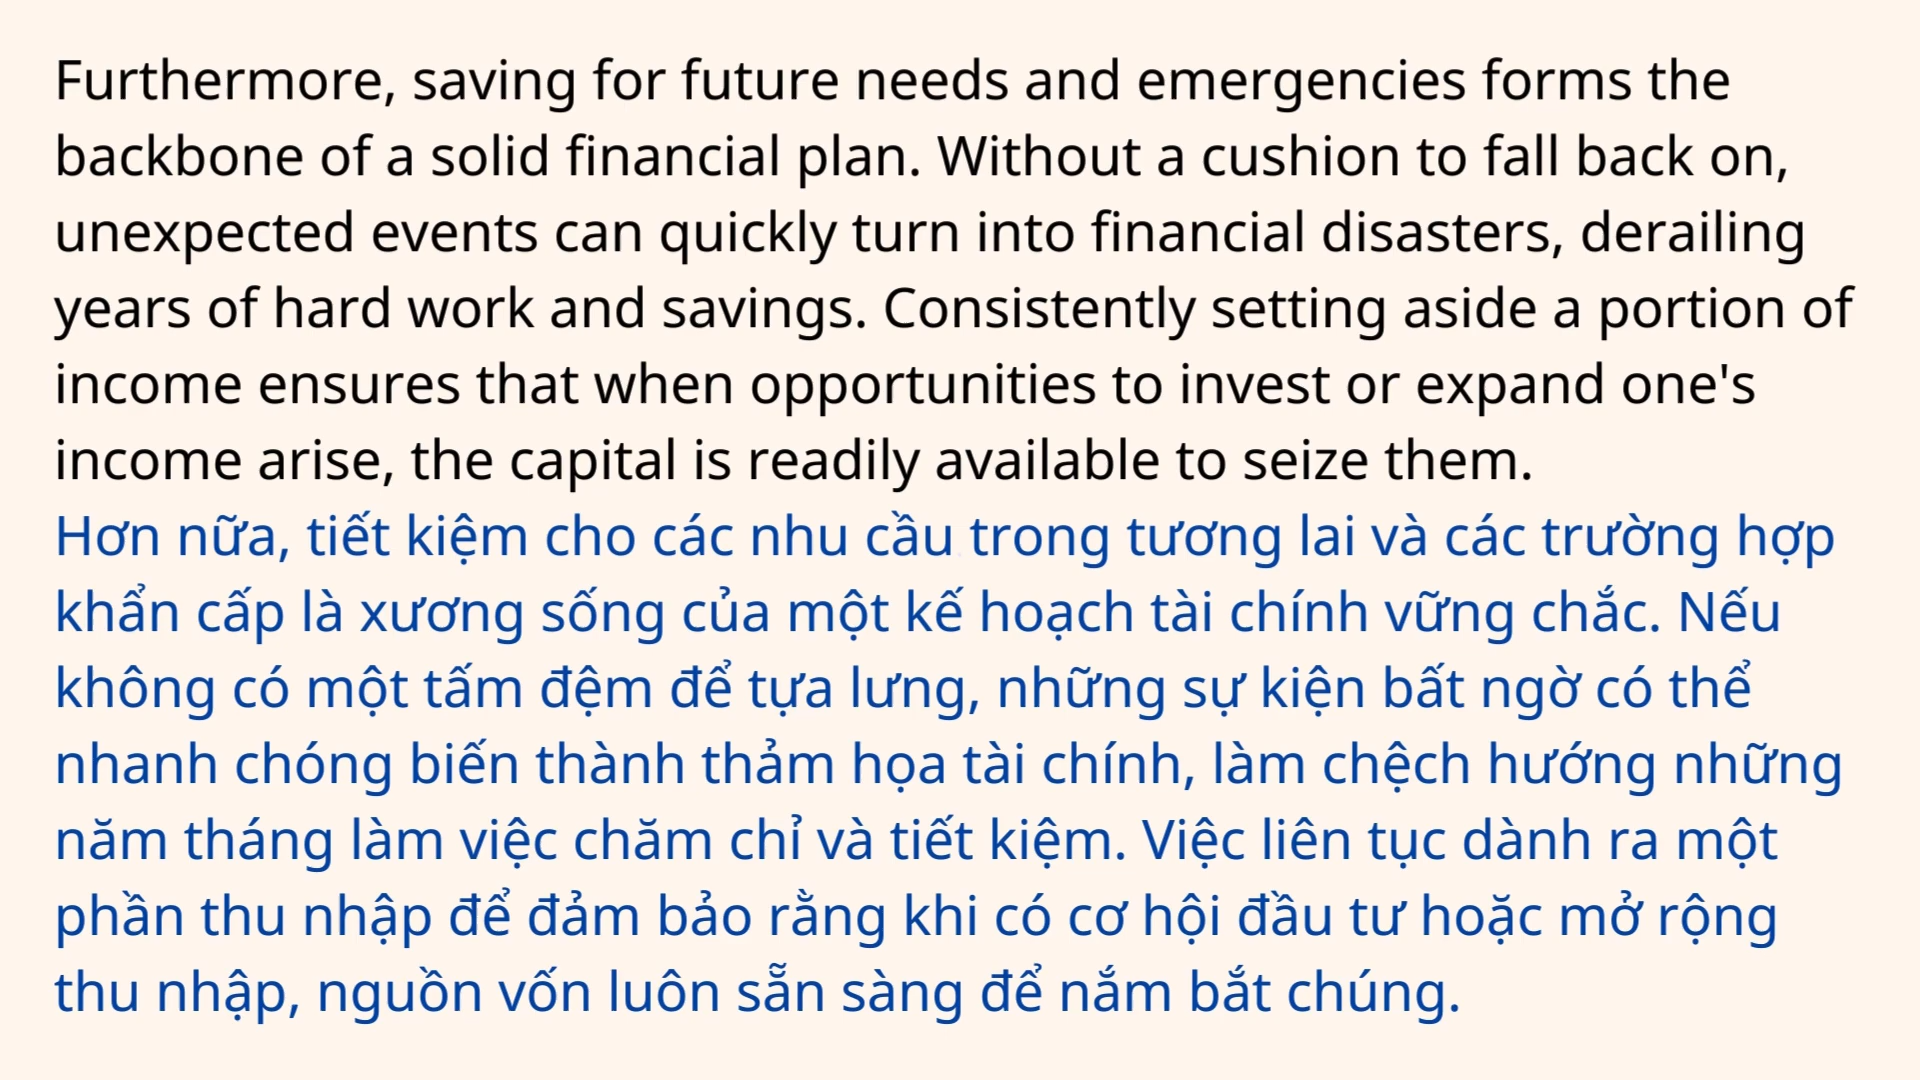 Furthermore, saving for future needs and emergencies forms the
backbone of a solid financial plan. Without a cushion to fall back on,
unexpected events can quickly turn into financial disasters, derailing
years of hard work and savings. Consistently setting aside a portion of
income ensures that when opportunities to invest or expand one's
income arise, the capital is readily available to seize them.
Hơn nữa, tiết kiệm cho các nhu cầu trong tương lai và các trường hợp
khẩn cấp là xương sống của một kế hoạch tài chính vững chắc. Nếu
không có một tấm đệm để tựa lưng, những sự kiện bất ngờ có thể
nhanh chóng biến thành thảm họa tài chính, làm chệch hướng những
năm tháng làm việc chăm chỉ và tiết kiệm. Việc liên tục dành ra một
phần thu nhập để đảm bảo rằng khi có cơ hội đầu tư hoặc mở rộng
thu nhập, nguồn vốn luôn sẵn sàng để nắm bắt chúng.